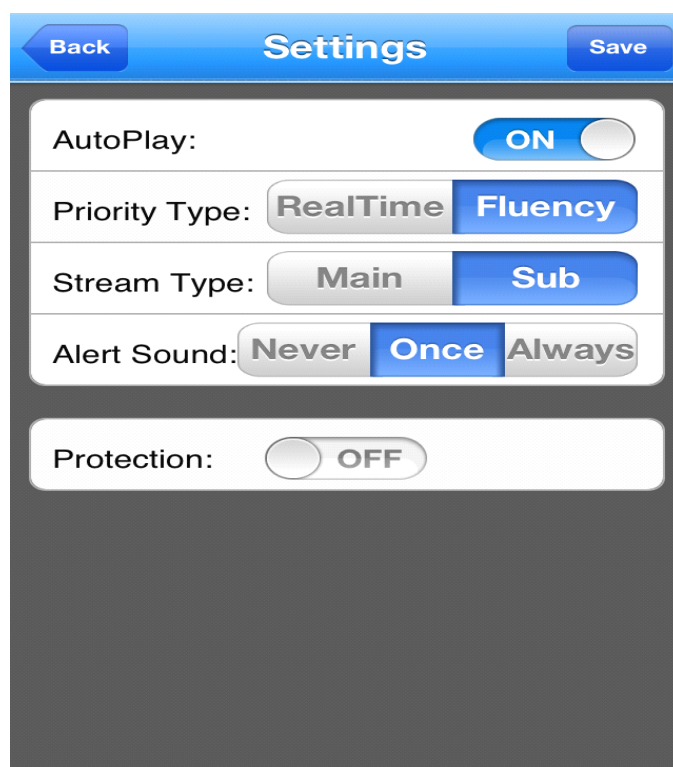 Back Settings Save
AutoPlay: ON
Priority Type: RealTime Fluency
Stream Type: Main Sub
Alert Sound: Never Once Always
Protection: OFF